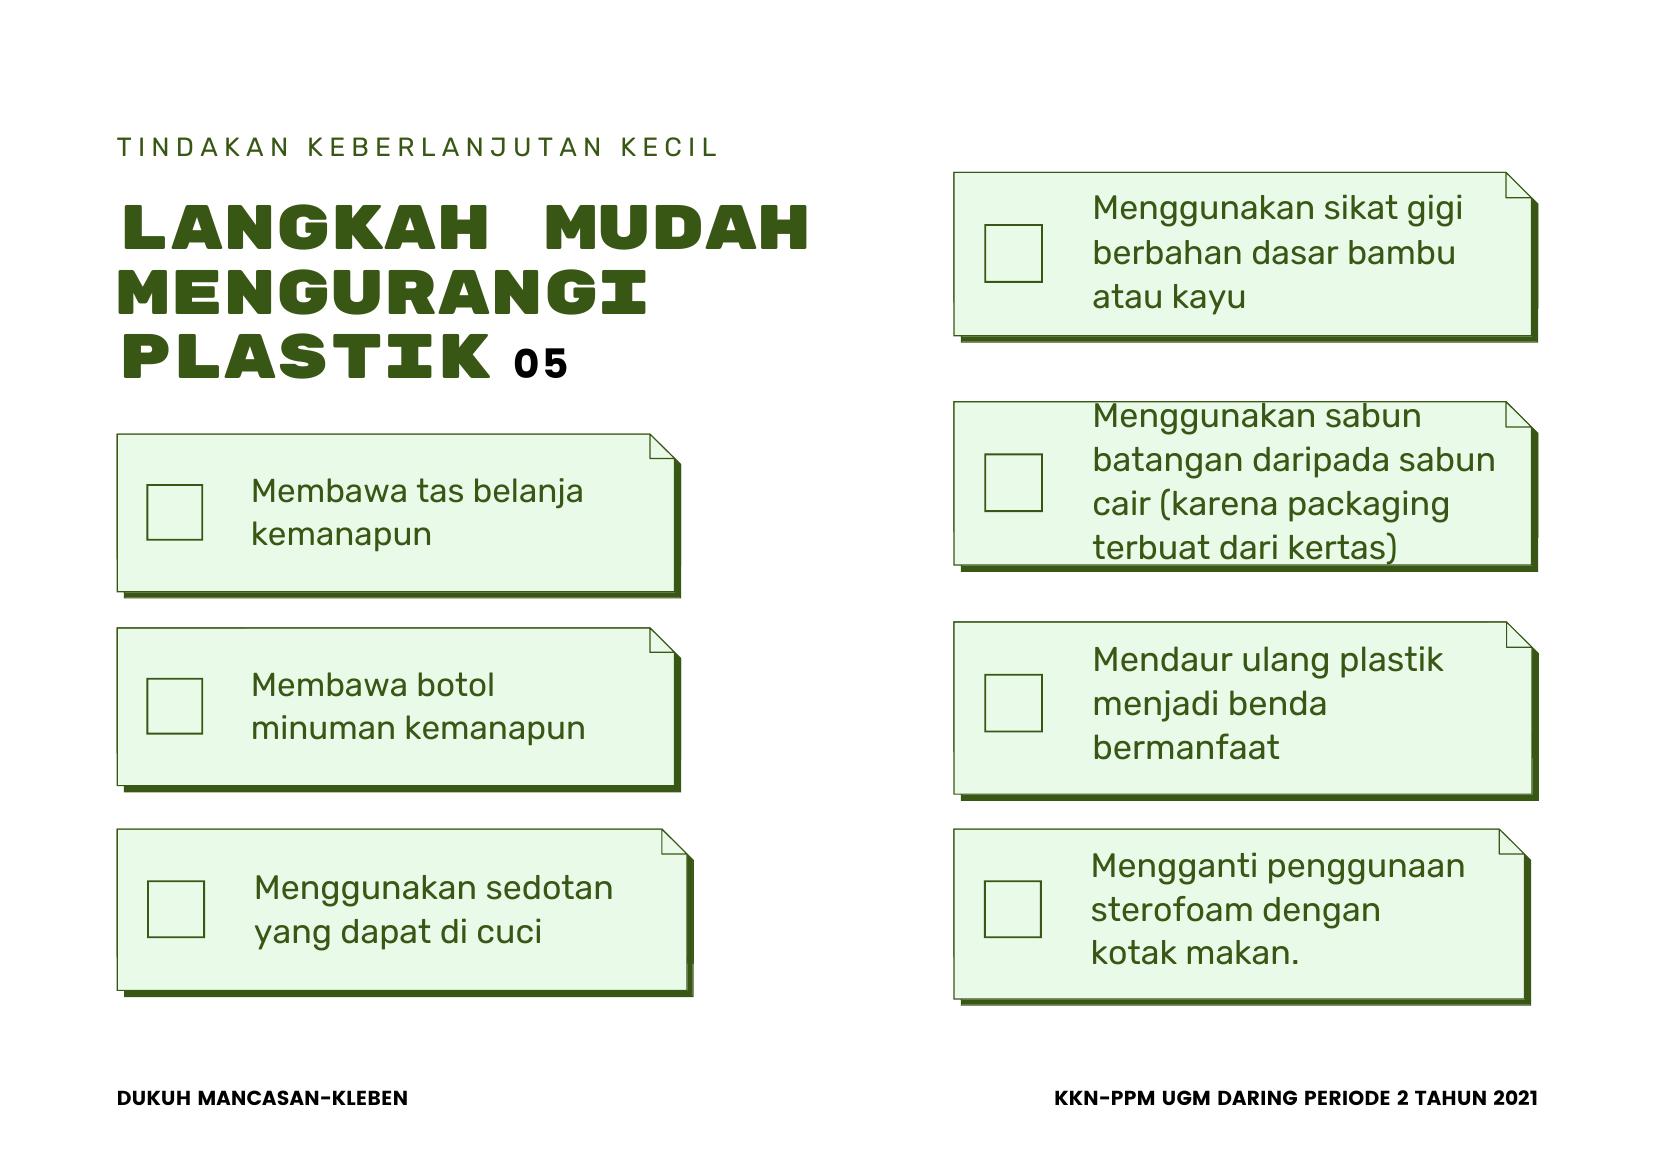 TINDAKAN KEBERLANJUTAN KECIL
LANGKAH MUDAH
MENGURANGI
PLASTIK 05
Membawa tas belanja
kemanapun
Membawa botol
minuman kemanapun
Menggunakan sedotan
yang dapat di cuci
Menggunakan sikat gigi
berbahan dasar bambu
atau kayu
Menggunakan sabun
batangan daripada sabun
cair (karena packaging
terbuat dari kertas)
Mendaur ulang plastik
menjadi benda
bermanfaat
Mengganti penggunaan
sterofoam dengan
kotak makan.
DUKUH MANCASAN-KLEBEN
KKN-PPM UGM DARING PERIODE 2 TAHUN 2021